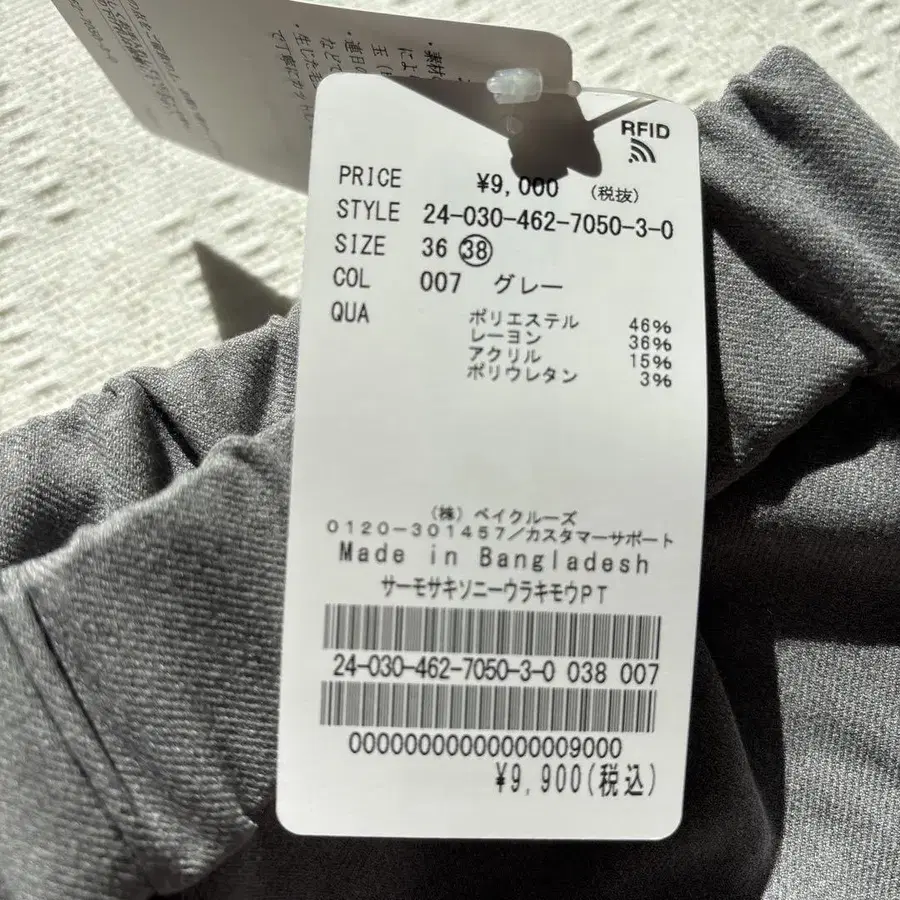 RFID
PRICE ¥9,000 (税抜)
STYLE 24-030-462-7050-3-0
SIZE 36 38
COL 007 グレー
QUA ポリエステル 46%
レーヨン 36%
アクリル 15%
ポリウレタン 3%
(株) ベイクルーズ
0120-301457/カスタマーサポート
Made in Bangladesh
サーモサキソニーウラキモウPT
24-030-462-7050-3-0 038 007
00000000000000009000
¥9,900(税込)